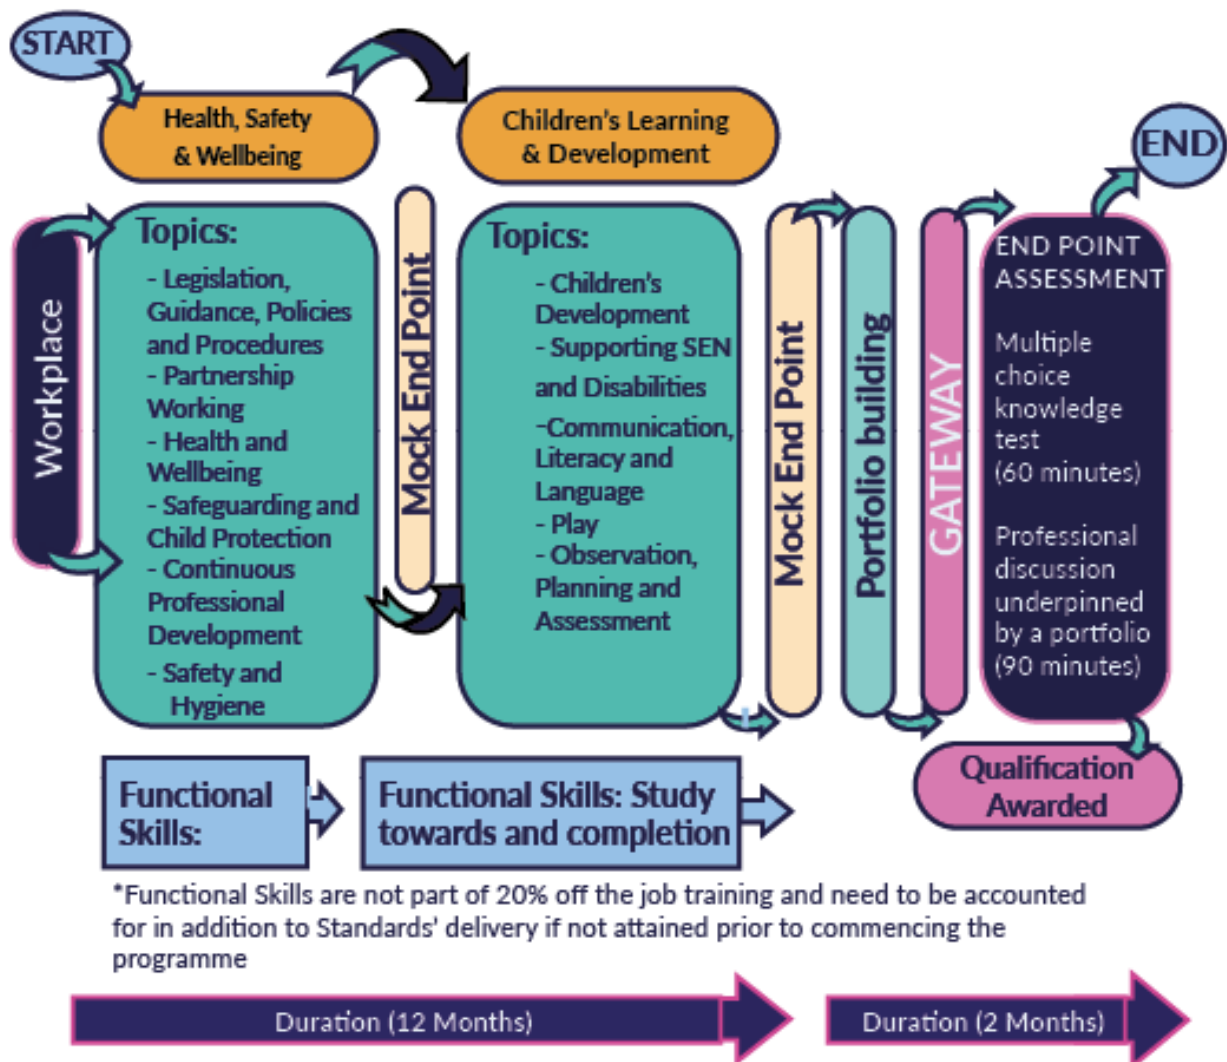 START
Health, Safety
& Wellbeing
Children's Learning
& Development
END
Workplace
Topics:
- Legislation,
Guidance, Policies
and Procedures
- Partnership
Working
- Health and
Wellbeing
- Safeguarding and
Child Protection
- Continuous
Professional
Development
- Safety and
Hygiene
Mock End Point
Topics:
- Children's
Development
- Supporting SEN
and Disabilities
-Communication,
Literacy and
Language
- Play
- Observation,
Planning and
Assessment
Mock End Point
Portfolio building
GATEWAY
END POINT
ASSESSMENT
Multiple
choice
knowledge
test
(60 minutes)
Professional
discussion
underpinned
by a portfolio
(90 minutes)
Qualification
Awarded
Functional
Skills:
Functional Skills: Study
towards and completion
*Functional Skills are not part of 20% off the job training and need to be accounted
for in addition to Standards' delivery if not attained prior to commencing the
programme
Duration (12 Months)
Duration (2 Months)